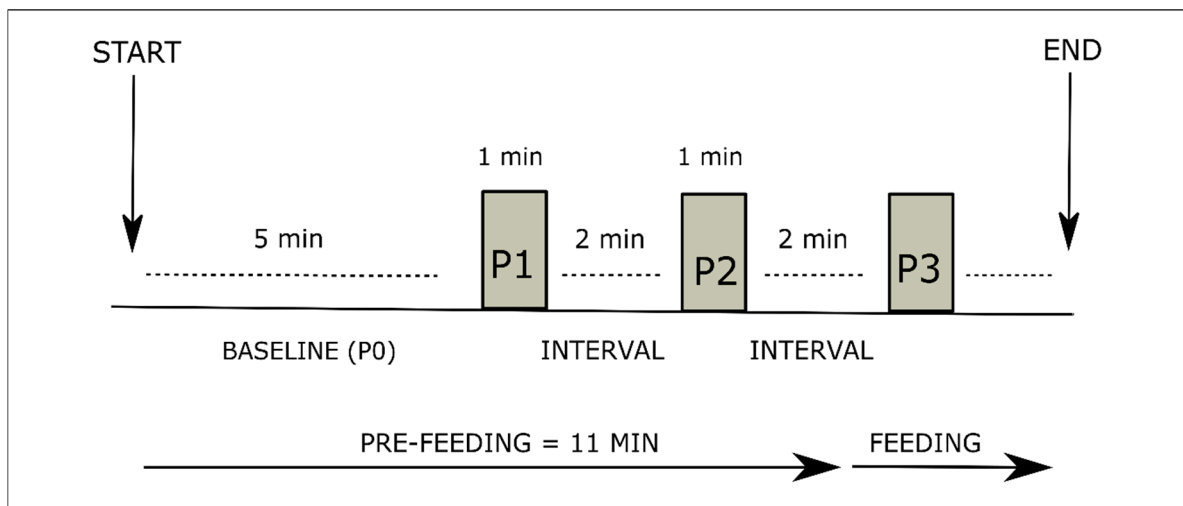 START
END
1 min
1 min
5 min
2 min
2 min
P1
P2
P3
BASELINE (P0)
INTERVAL
INTERVAL
PRE-FEEDING = 11 MIN
FEEDING